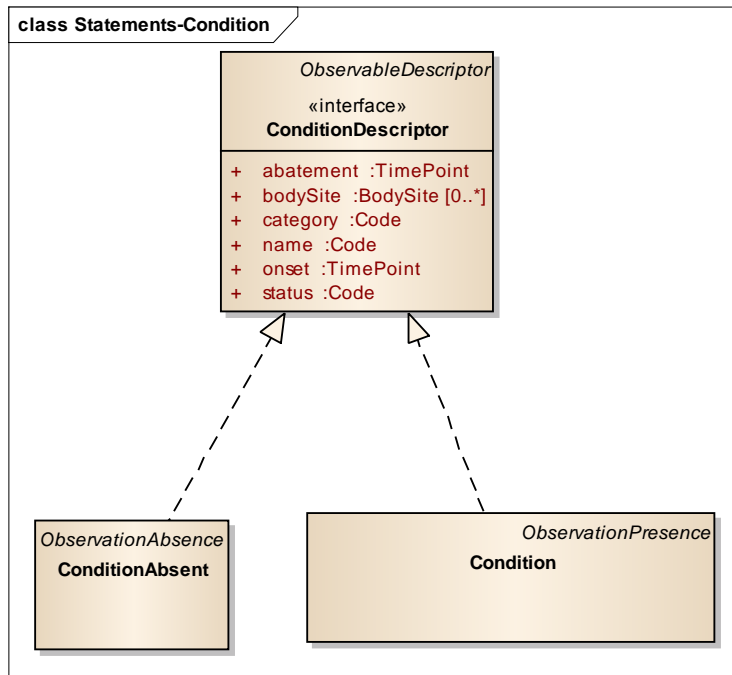 class Statements-Condition
ObservableDescriptor
«interface»
ConditionDescriptor
+ abatement :TimePoint
+ bodySite :BodySite [0..*]
+ category :Code
+ name :Code
+ onset :TimePoint
+ status :Code
ObservationAbsence
ConditionAbsent
ObservationPresence
Condition